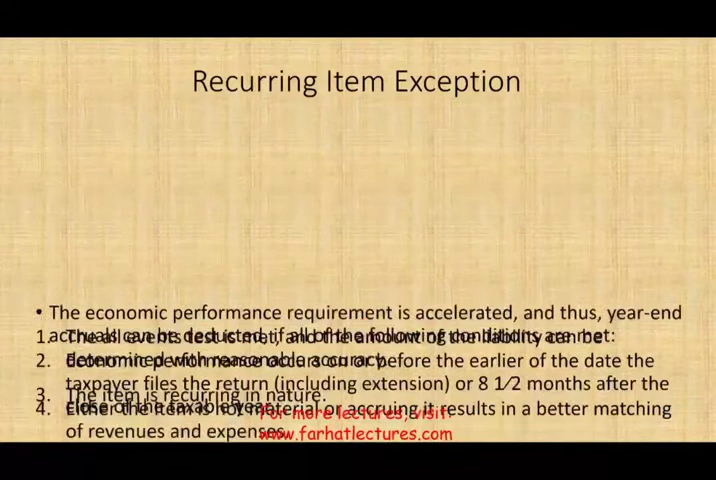 Recurring Item Exception
• The economic performance requirement is accelerated, and thus, year-end
accruals can be deducted, if all of the following conditions are met:
1. The all events test is met, and the amount of the liability can be
determined with reasonable accuracy.
2. Economic performance occurs on or before the earlier of the date the
taxpayer files the return (including extension) or 8 1⁄2 months after the
close of the taxable year.
3. The item is recurring in nature.
4. Either the item is not material or accruing it results in a better matching
of revenues and expenses.
For more lectures, visit:
www.farhatlectures.com